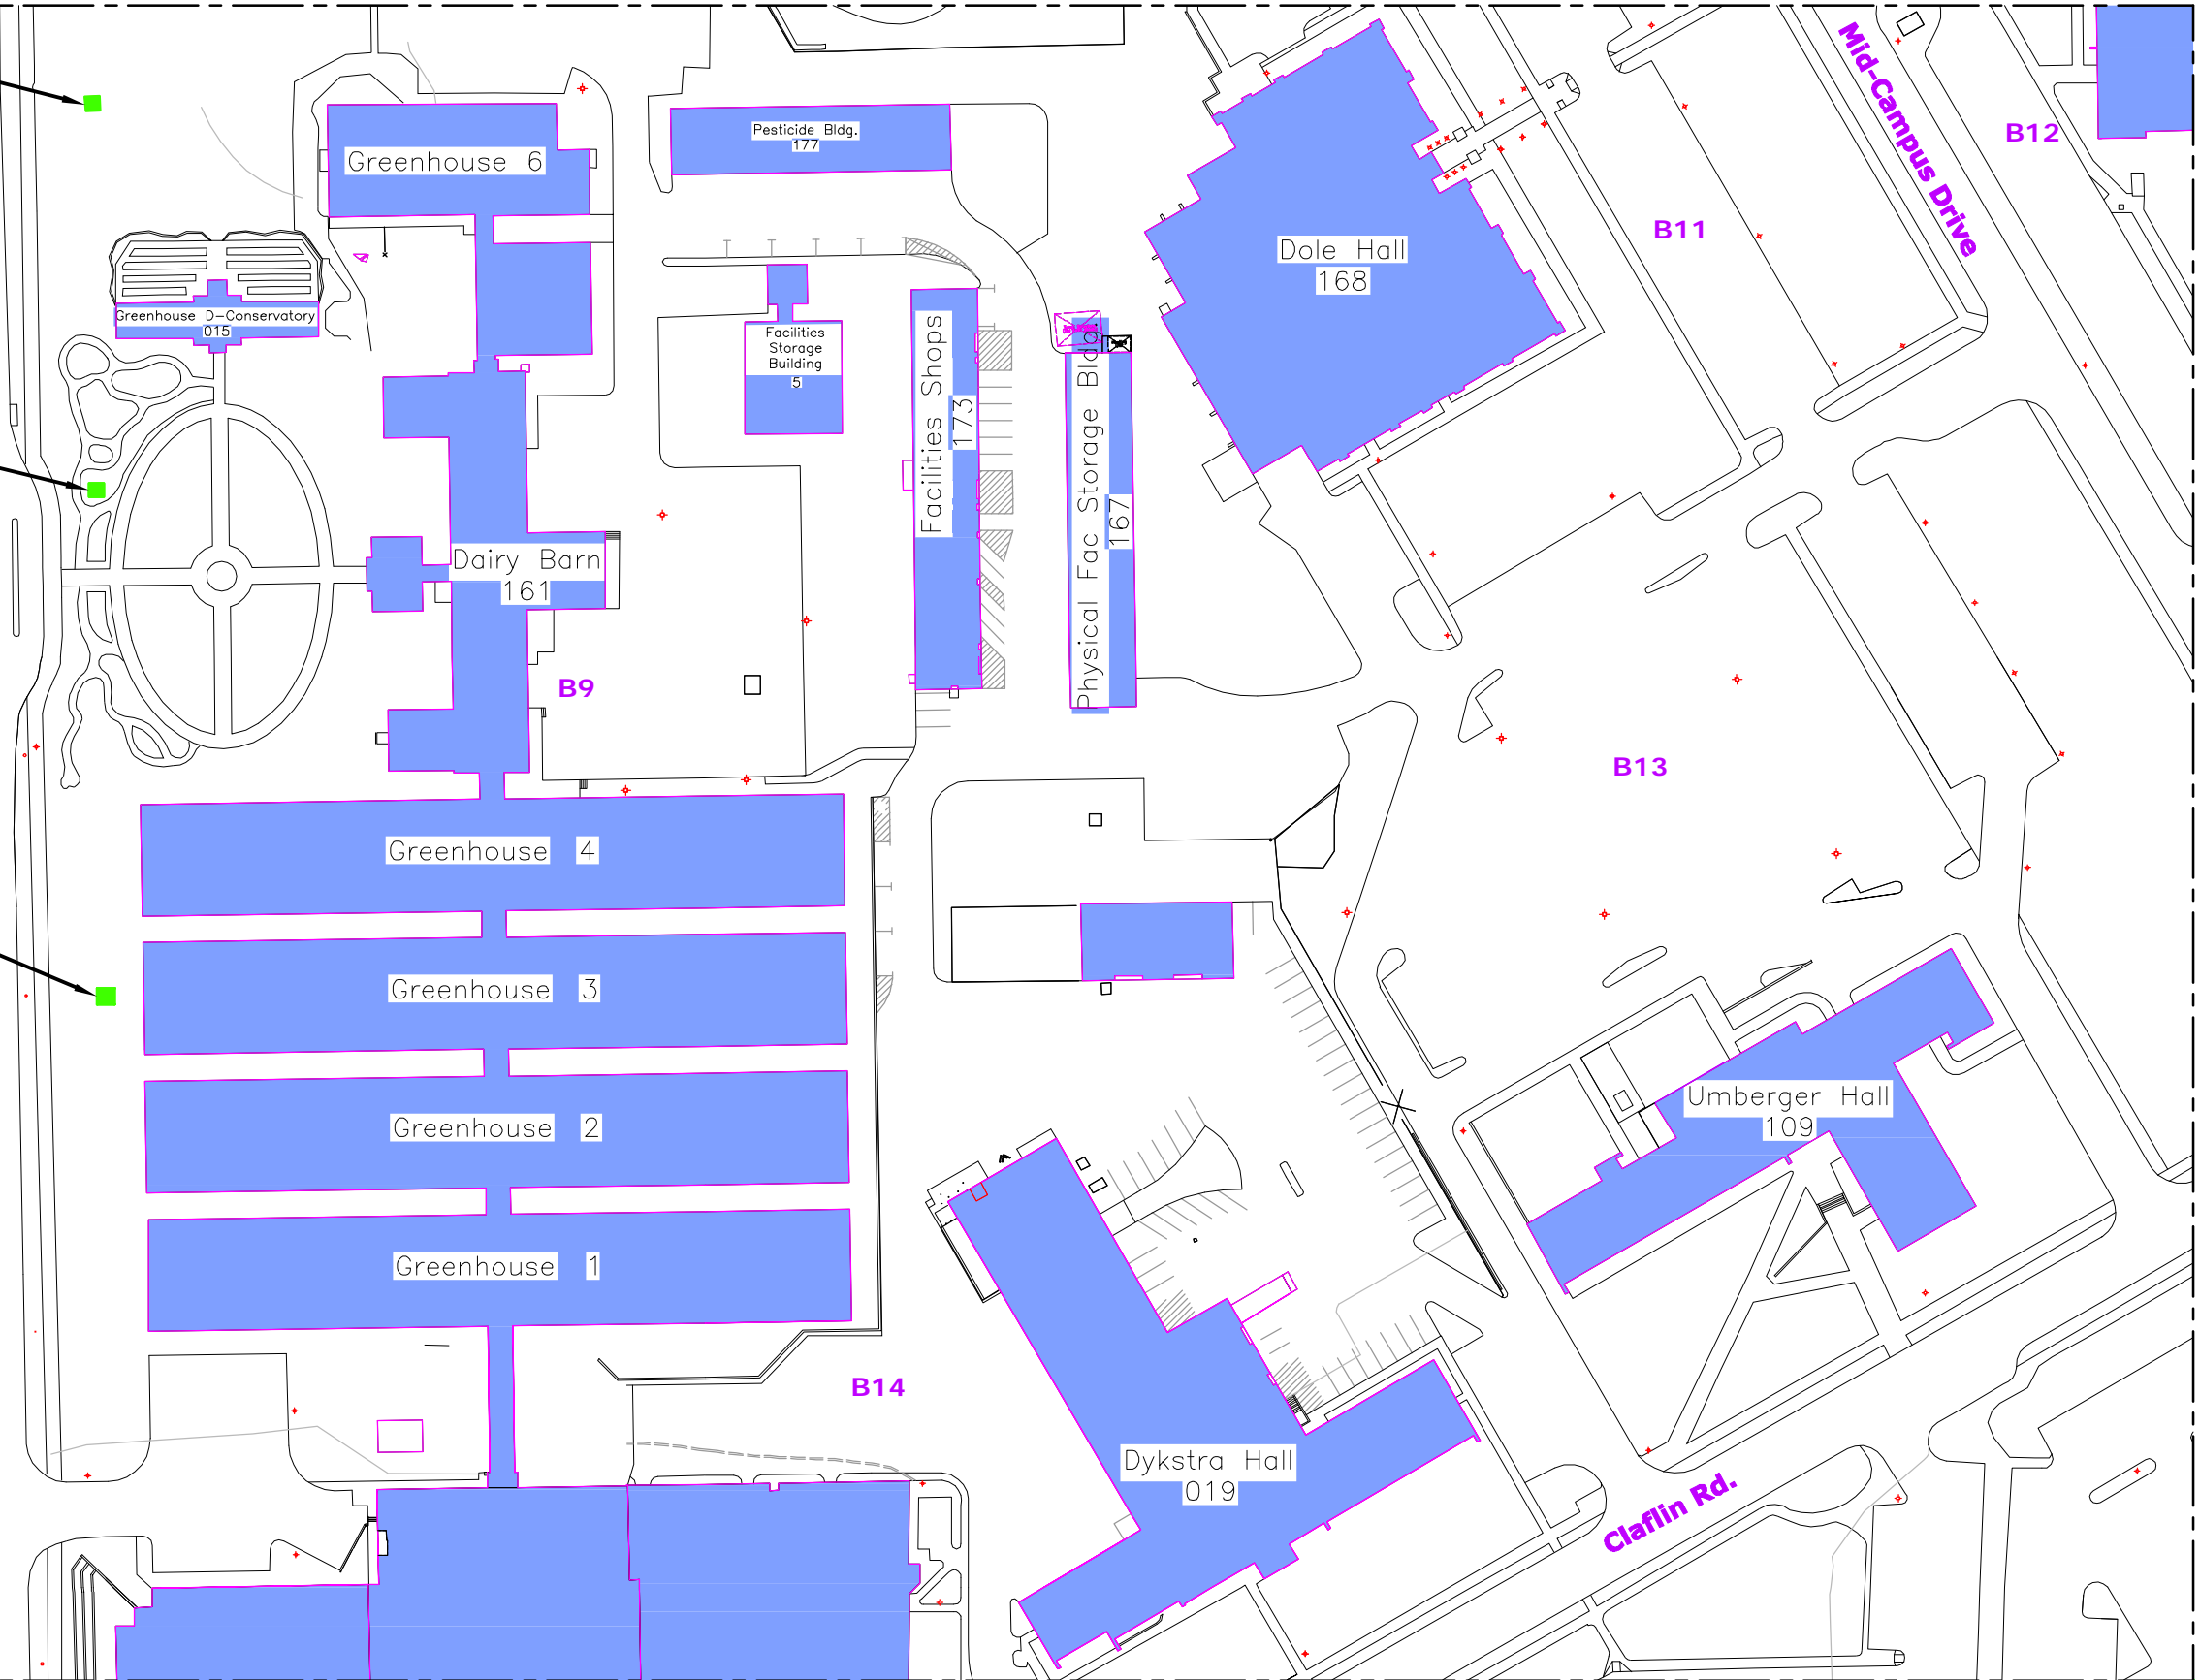 Mid-Campus Drive
B12
Pesticide Bldg.
177
Greenhouse 6
B11
Dole Hall
168
Greenhouse D-Conservatory
015
Facilities
Storage
Building
5
Facilities Shops
173
Physical Fac Storage Bldg.
167
Dairy Barn
161
B9
B13
Greenhouse 4
Greenhouse 3
Greenhouse 2
Greenhouse 1
Umberger Hall
109
B14
Dykstra Hall
019
Claflin Rd.